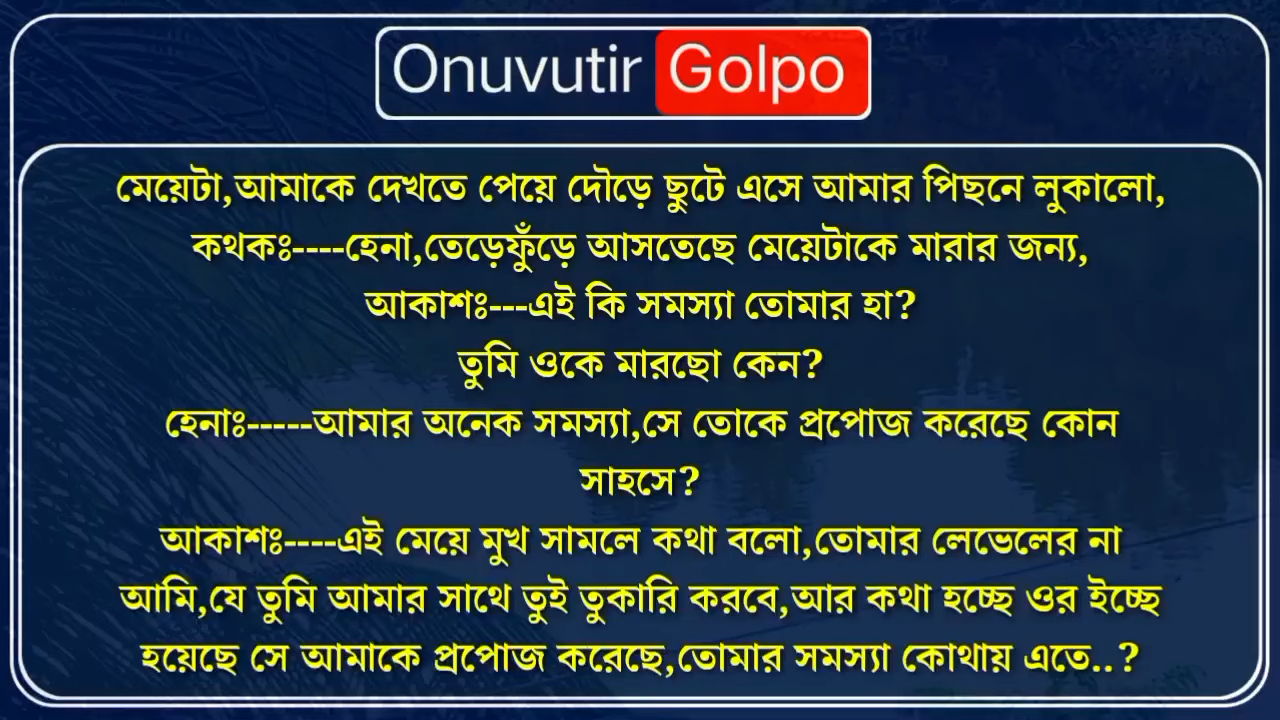 Onuvutir Golpo
মেয়েটা,আমাকে দেখতে পেয়ে দৌড়ে ছুটে এসে আমার পিছনে লুকালো,
কথকঃ----হেনা,তেড়েফুঁড়ে আসতেছে মেয়েটাকে মারার জন্য,
আকাশঃ---এই কি সমস্যা তোমার হা?
তুমি ওকে মারছো কেন?
হেনাঃ-----আমার অনেক সমস্যা,সে তোকে প্রপোজ করেছে কোন
সাহসে?
আকাশঃ----এই মেয়ে মুখ সামলে কথা বলো,তোমার লেভেলের না
আমি,যে তুমি আমার সাথে তুই তুকারি করবে,আর কথা হচ্ছে ওর ইচ্ছে
হয়েছে সে আমাকে প্রপোজ করেছে,তোমার সমস্যা কোথায় এতে..?